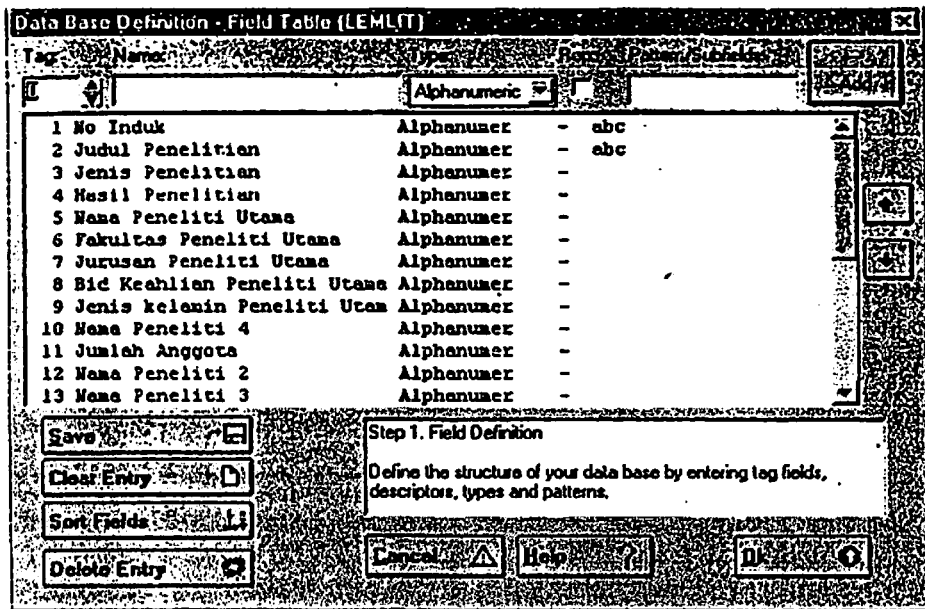 Data Base Definition - Field Table (LEMLIT)
Tag: Name: Type: Rep. Pattern/Subfields
Alphanumeric
Add
1 No Induk Alphanumer - abc
2 Judul Penelitian Alphanumer - abc
3 Jenis Penelitian Alphanumer -
4 Hasil Penelitian Alphanumer -
5 Nama Peneliti Utama Alphanumer -
6 Fakultas Peneliti Utama Alphanumer -
7 Jurusan Peneliti Utama Alphanumer -
8 Bid Keahlian Peneliti Utama Alphanumer -
9 Jenis kelamin Peneliti Utam Alphanumer -
10 Nama Peneliti 4 Alphanumer -
11 Jumlah Anggota Alphanumer -
12 Nama Peneliti 2 Alphanumer -
13 Nama Peneliti 3 Alphanumer -
Save
Clear Entry
Sort Fields
Delete Entry
Step 1. Field Definition
Define the structure of your data base by entering tag fields,
descriptors, types and patterns.
Cancel Help Ok